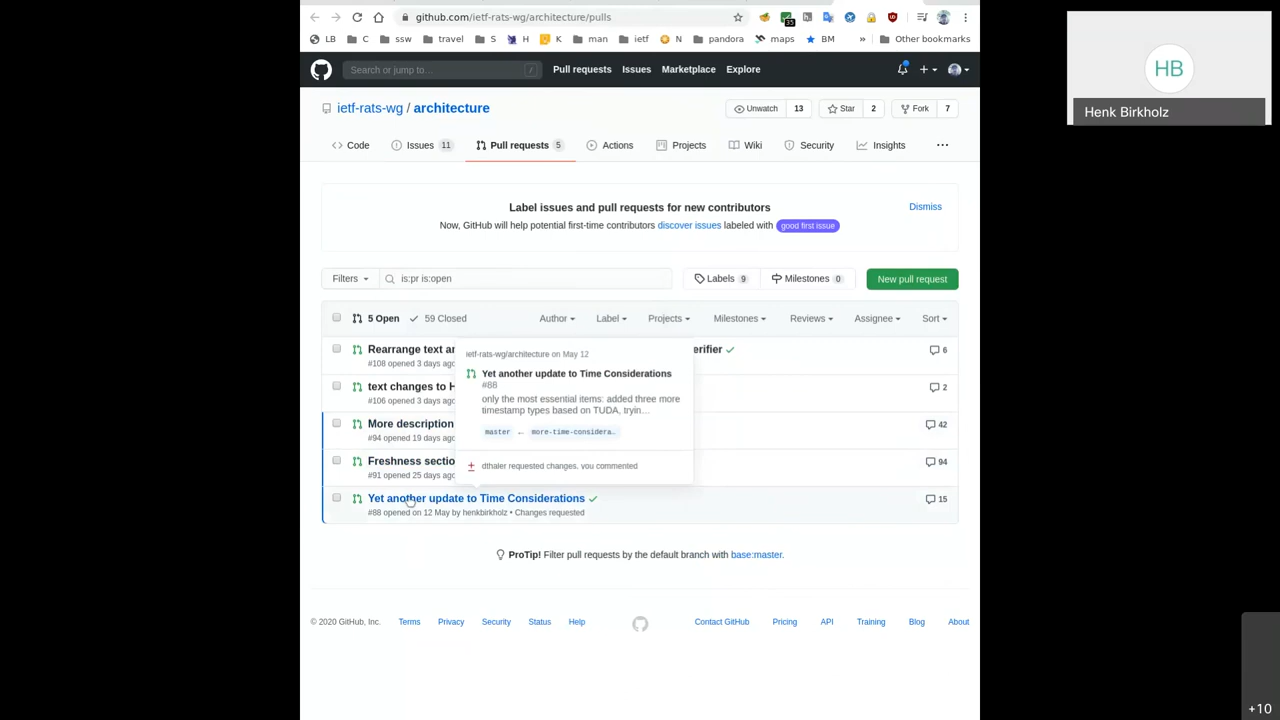 github.com/ietf-rats-wg/architecture/pulls
35
LB C ssw travel S H K man ietf N pandora maps BM » Other bookmarks
Search or jump to… / Pull requests Issues Marketplace Explore
ietf-rats-wg / architecture
Unwatch 13 Star 2 Fork 7
Code Issues 11 Pull requests 5 Actions Projects Wiki Security Insights ...
Label issues and pull requests for new contributors
Dismiss
Now, GitHub will help potential first-time contributors discover issues labeled with good first issue
Filters is:pr is:open Labels 9 Milestones 0 New pull request
5 Open 59 Closed Author Label Projects Milestones Reviews Assignee Sort
Rearrange text an
erifier 6
#108 opened 3 days ago
text changes to H
2
#106 opened 3 days ago
More description
42
#94 opened 19 days ago
Freshness sectio
94
#91 opened 25 days ago
ietf-rats-wg/architecture on May 12
Yet another update to Time Considerations
#88
only the most essential items: added three more
timestamp types based on TUDA, tryin…
master ← more-time-considera…
dthaler requested changes, you commented
Yet another update to Time Considerations 15
#88 opened on 12 May by henkbirkholz • Changes requested
ProTip! Filter pull requests by the default branch with base:master.
© 2020 GitHub, Inc. Terms Privacy Security Status Help Contact GitHub Pricing API Training Blog About
HB
Henk Birkholz
+10